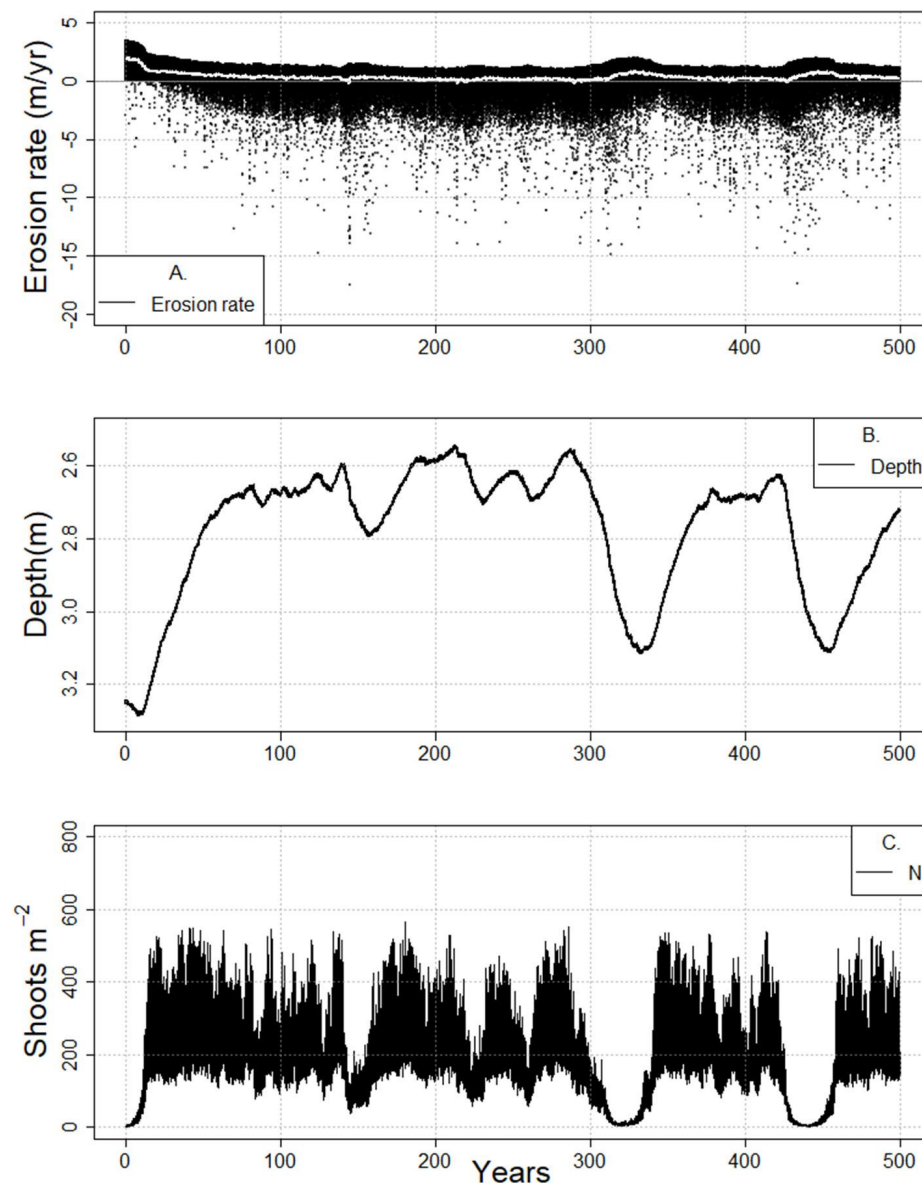 Erosion rate (m/yr)
5
0
-5
-10
-15
-20
A.
Erosion rate
0 100 200 300 400 500
Depth(m)
2.6
2.8
3.0
3.2
B.
Depth
0 100 200 300 400 500
Shoots m⁻²
800
600
400
200
0
C.
N
0 100 200 300 400 500
Years